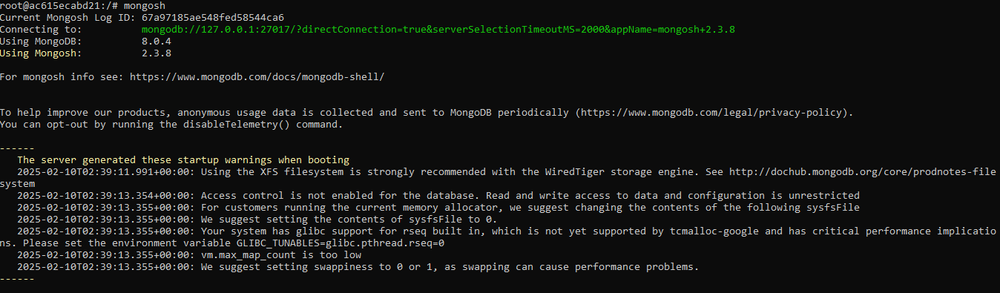 root@ac615ecabd21:/# mongosh
Current Mongosh Log ID: 67a97185ae548fed58544ca6
Connecting to:          mongodb://127.0.0.1:27017/?directConnection=true&serverSelectionTimeoutMS=2000&appName=mongosh+2.3.8
Using MongoDB:          8.0.4
Using Mongosh:          2.3.8
For mongosh info see: https://www.mongodb.com/docs/mongodb-shell/
To help improve our products, anonymous usage data is collected and sent to MongoDB periodically (https://www.mongodb.com/legal/privacy-policy).
You can opt-out by running the disableTelemetry() command.
------
   The server generated these startup warnings when booting
   2025-02-10T02:39:11.991+00:00: Using the XFS filesystem is strongly recommended with the WiredTiger storage engine. See http://dochub.mongodb.org/core/prodnotes-file
system
   2025-02-10T02:39:13.354+00:00: Access control is not enabled for the database. Read and write access to data and configuration is unrestricted
   2025-02-10T02:39:13.355+00:00: For customers running the current memory allocator, we suggest changing the contents of the following sysfsFile
   2025-02-10T02:39:13.355+00:00: We suggest setting the contents of sysfsFile to 0.
   2025-02-10T02:39:13.355+00:00: Your system has glibc support for rseq built in, which is not yet supported by tcmalloc-google and has critical performance implicatio
ns. Please set the environment variable GLIBC_TUNABLES=glibc.pthread.rseq=0
   2025-02-10T02:39:13.355+00:00: vm.max_map_count is too low
   2025-02-10T02:39:13.355+00:00: We suggest setting swappiness to 0 or 1, as swapping can cause performance problems.
------